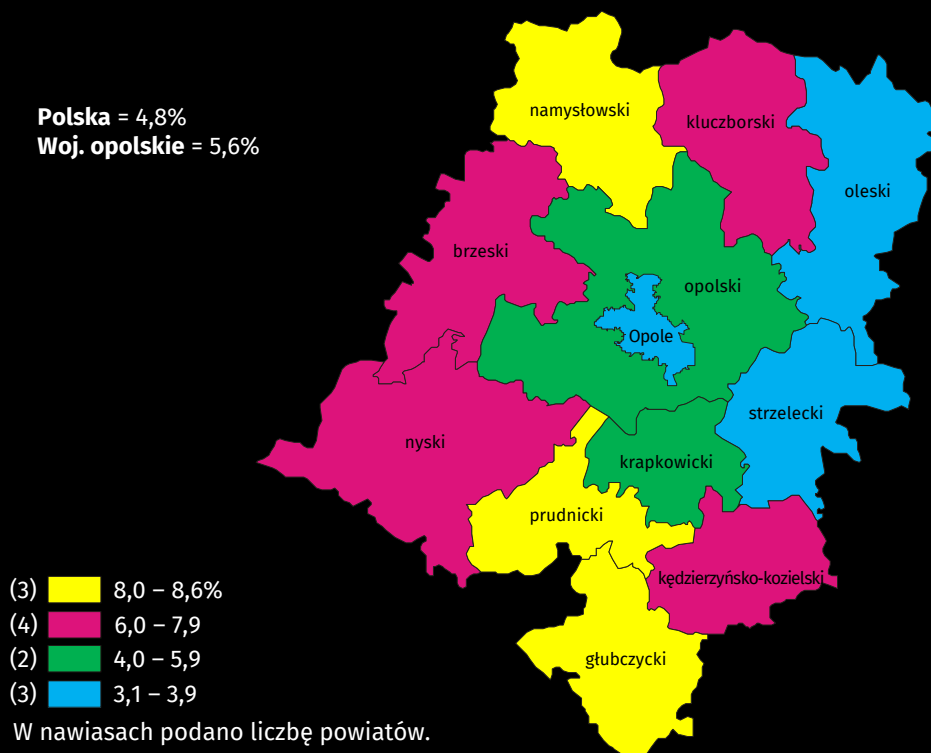 Polska = 4,8%
Woj. opolskie = 5,6%
namysłowski
kluczborski
oleski
brzeski
opolski
Opole
strzelecki
nyski
krapkowicki
prudnicki
kędzierzyńsko-kozielski
głubczycki
(3) 8,0 – 8,6%
(4) 6,0 – 7,9
(2) 4,0 – 5,9
(3) 3,1 – 3,9
W nawiasach podano liczbę powiatów.